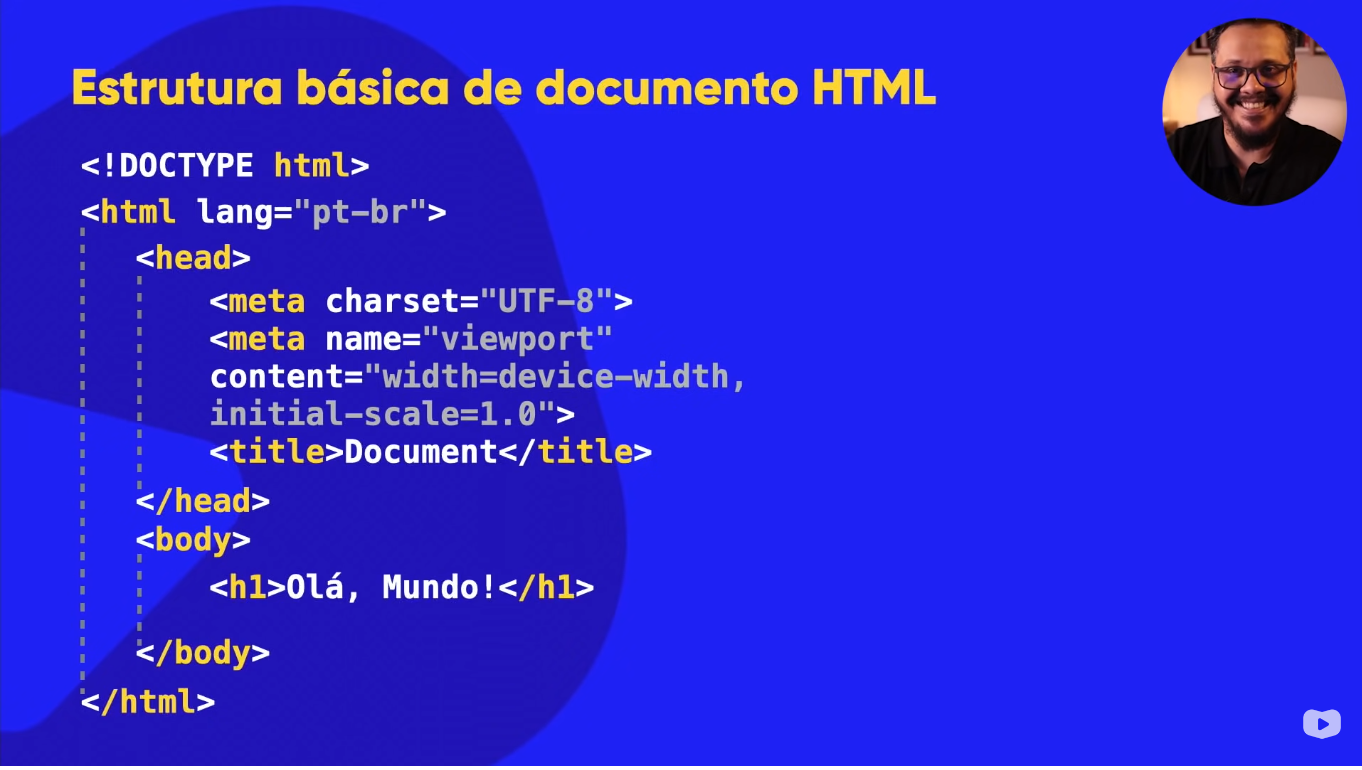 Estrutura básica de documento HTML
<!DOCTYPE html>
<html lang="pt-br">
<head>
<meta charset="UTF-8">
<meta name="viewport"
content="width=device-width,
initial-scale=1.0">
<title>Document</title>
</head>
<body>
<h1>Olá, Mundo!</h1>
</body>
</html>